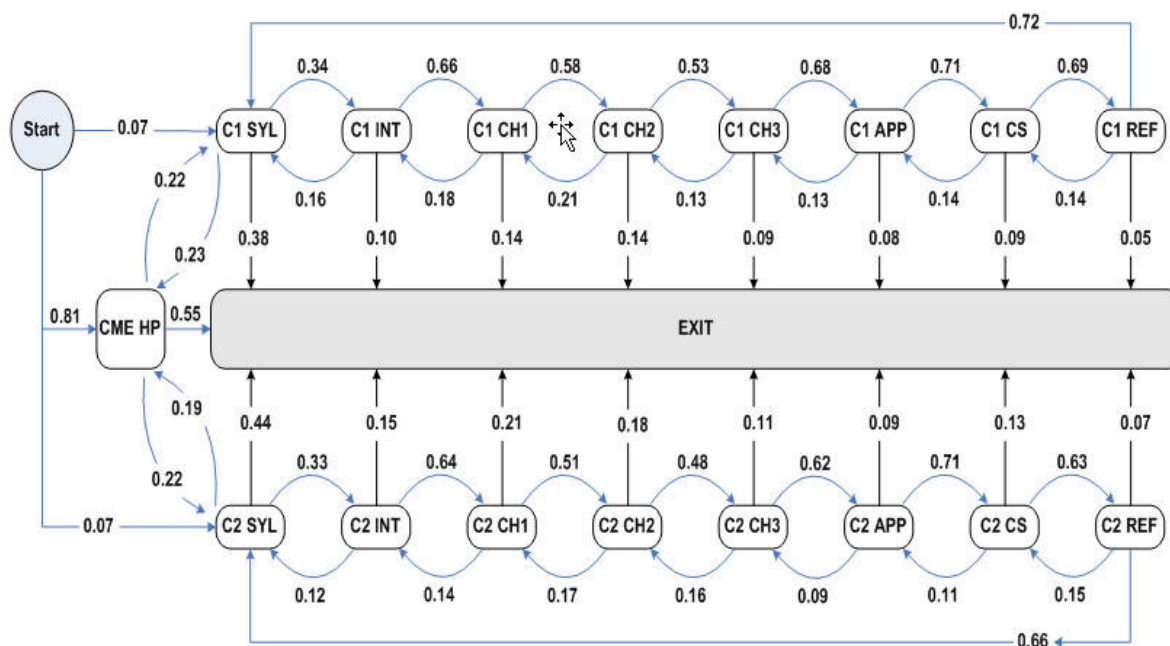 0.72
0.34 0.66 0.58 0.53 0.68 0.71 0.69
Start 0.07 C1 SYL C1 INT C1 CH1 C1 CH2 C1 CH3 C1 APP C1 CS C1 REF
0.22
0.16 0.18 0.21 0.13 0.13 0.14 0.14
0.23 0.38 0.10 0.14 0.14 0.09 0.08 0.09 0.05
0.81 CME HP 0.55 EXIT
0.19 0.44 0.15 0.21 0.18 0.11 0.09 0.13 0.07
0.22 0.33 0.64 0.51 0.48 0.62 0.71 0.63
0.07 C2 SYL C2 INT C2 CH1 C2 CH2 C2 CH3 C2 APP C2 CS C2 REF
0.12 0.14 0.17 0.16 0.09 0.11 0.15
0.66